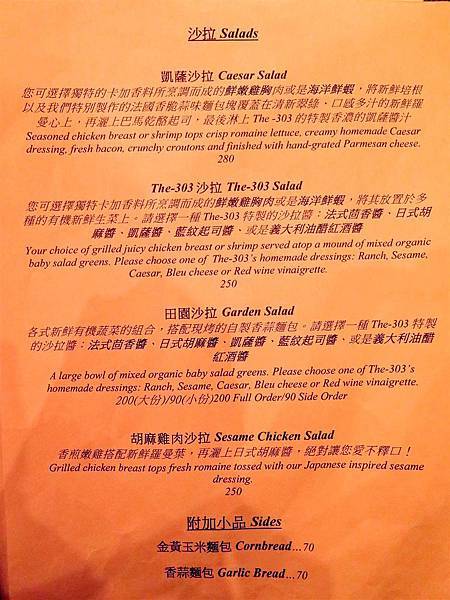 沙拉 Salads
凱薩沙拉 Caesar Salad
您可選擇獨特的卡加香料所烹調而成的鮮嫩雞胸肉或是海洋鮮蝦，將新鮮培根
以及我們特別製作的法國香脆蒜味麵包塊覆蓋在清新翠綠、口感多汁的新鮮羅
曼心上，再灑上巴馬乾酪起司，最後淋上 The -303 的特製香濃的凱薩醬汁
Seasoned chicken breast or shrimp tops crisp romaine lettuce, creamy homemade Caesar
dressing, fresh bacon, crunchy croutons and finished with hand-grated Parmesan cheese.
280
The-303 沙拉 The-303 Salad
您可選擇獨特卡加香料所烹調而成的鮮嫩雞胸肉或是海洋鮮蝦，將其放置於多
種的有機新鮮生菜上。請選擇一種 The-303 特製的沙拉醬：法式茴香醬、日式胡
麻醬、凱薩醬、藍紋起司醬、或是義大利油醋紅酒醬
Your choice of grilled juicy chicken breast or shrimp served atop a mound of mixed organic
baby salad greens. Please choose one of The-303's homemade dressings: Ranch, Sesame,
Caesar, Bleu cheese or Red wine vinaigrette.
250
田園沙拉 Garden Salad
各式新鮮有機蔬菜的組合，搭配現烤的自製香蒜麵包。請選擇一種 The-303 特製
的沙拉醬：法式茴香醬、日式胡麻醬、凱薩醬、藍紋起司醬、或是義大利油醋
紅酒醬
A large bowl of mixed organic baby salad greens. Please choose one of The-303's
homemade dressings: Ranch, Sesame, Caesar, Bleu cheese or Red wine vinaigrette.
200(大份)/90(小份)200 Full Order/90 Side Order
胡麻雞肉沙拉 Sesame Chicken Salad
香煎嫩雞搭配新鮮羅曼葉，再灑上日式胡麻醬，絕對讓您愛不釋口！
Grilled chicken breast tops fresh romaine tossed with our Japanese inspired sesame
dressing.
250
附加小品 Sides
金黃玉米麵包 Cornbread…70
香蒜麵包 Garlic Bread…70